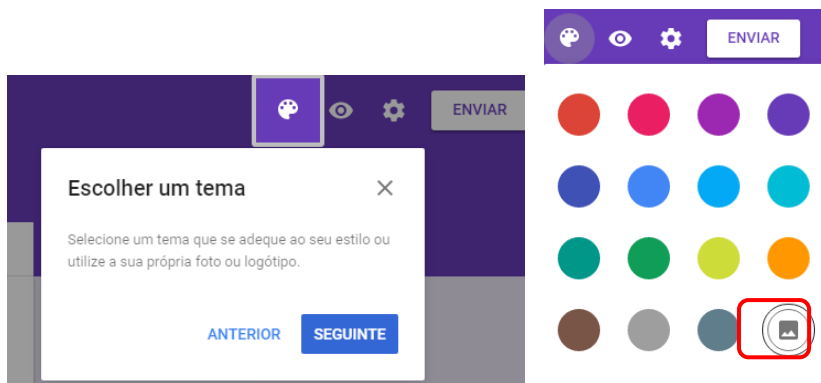 ENVIAR
ENVIAR
Escolher um tema
Selecione um tema que se adeque ao seu estilo ou
utilize a sua própria foto ou logótipo.
ANTERIOR SEGUINTE